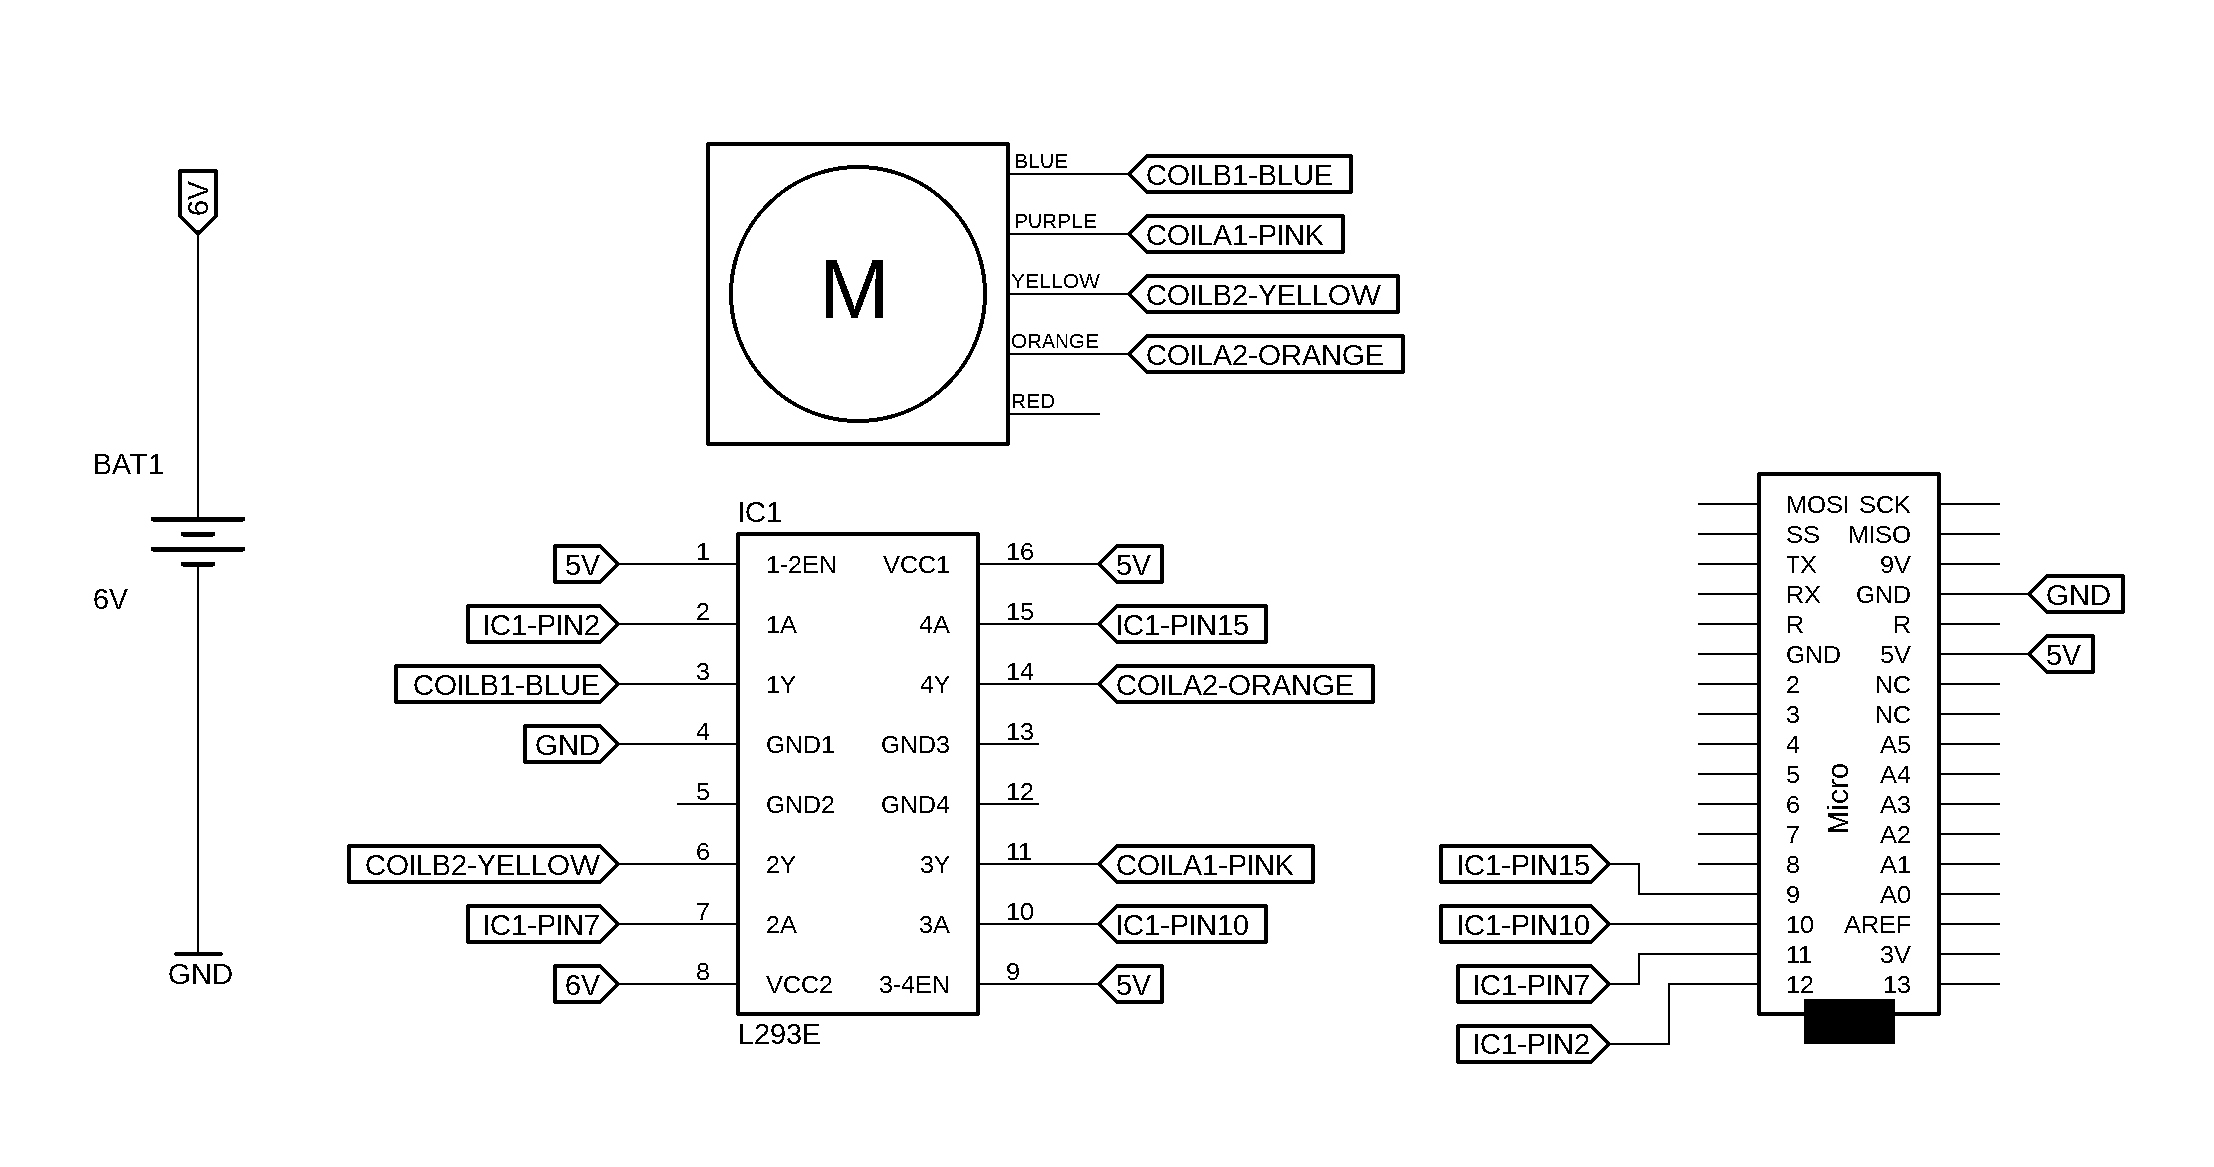 6V
BAT1
6V
GND
M
BLUE
COILB1-BLUE
PURPLE
COILA1-PINK
YELLOW
COILB2-YELLOW
ORANGE
COILA2-ORANGE
RED
IC1
5V 1 1-2EN VCC1 16 5V
IC1-PIN2 2 1A 4A 15 IC1-PIN15
COILB1-BLUE 3 1Y 4Y 14 COILA2-ORANGE
GND 4 GND1 GND3 13
5 GND2 GND4 12
COILB2-YELLOW 6 2Y 3Y 11 COILA1-PINK
IC1-PIN7 7 2A 3A 10 IC1-PIN10
6V 8 VCC2 3-4EN 9 5V
L293E
MOSI SCK
SS MISO
TX 9V
RX GND GND
R R
GND 5V 5V
2 NC
3 NC
4 A5
5 A4
6 A3
7 A2
8 A1
Micro
IC1-PIN15 9 A0
IC1-PIN10 10 AREF
IC1-PIN7 11 3V
IC1-PIN2 12 13